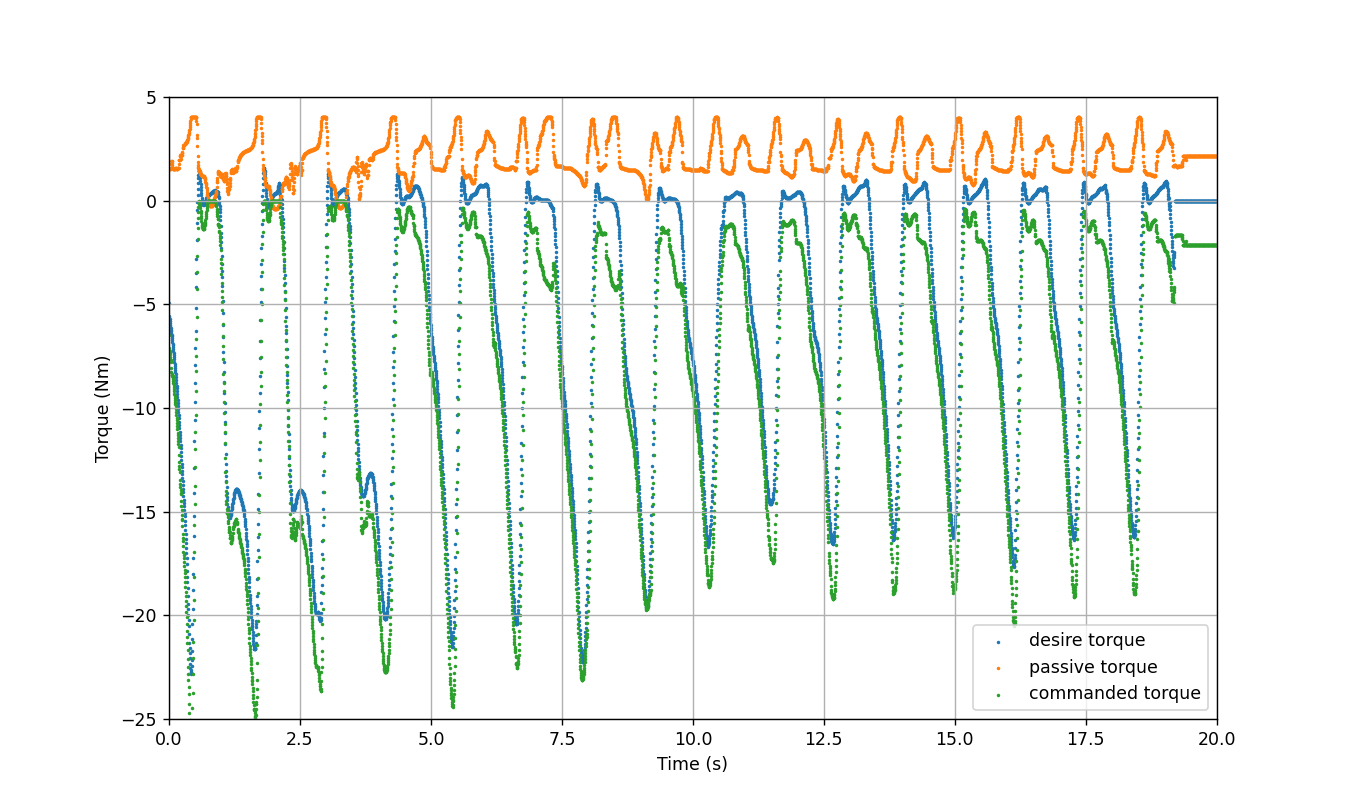 5
0
−5
−10
−15
−20
−25
Torque (Nm)
0.0 2.5 5.0 7.5 10.0 12.5 15.0 17.5 20.0
Time (s)
desire torque
passive torque
commanded torque